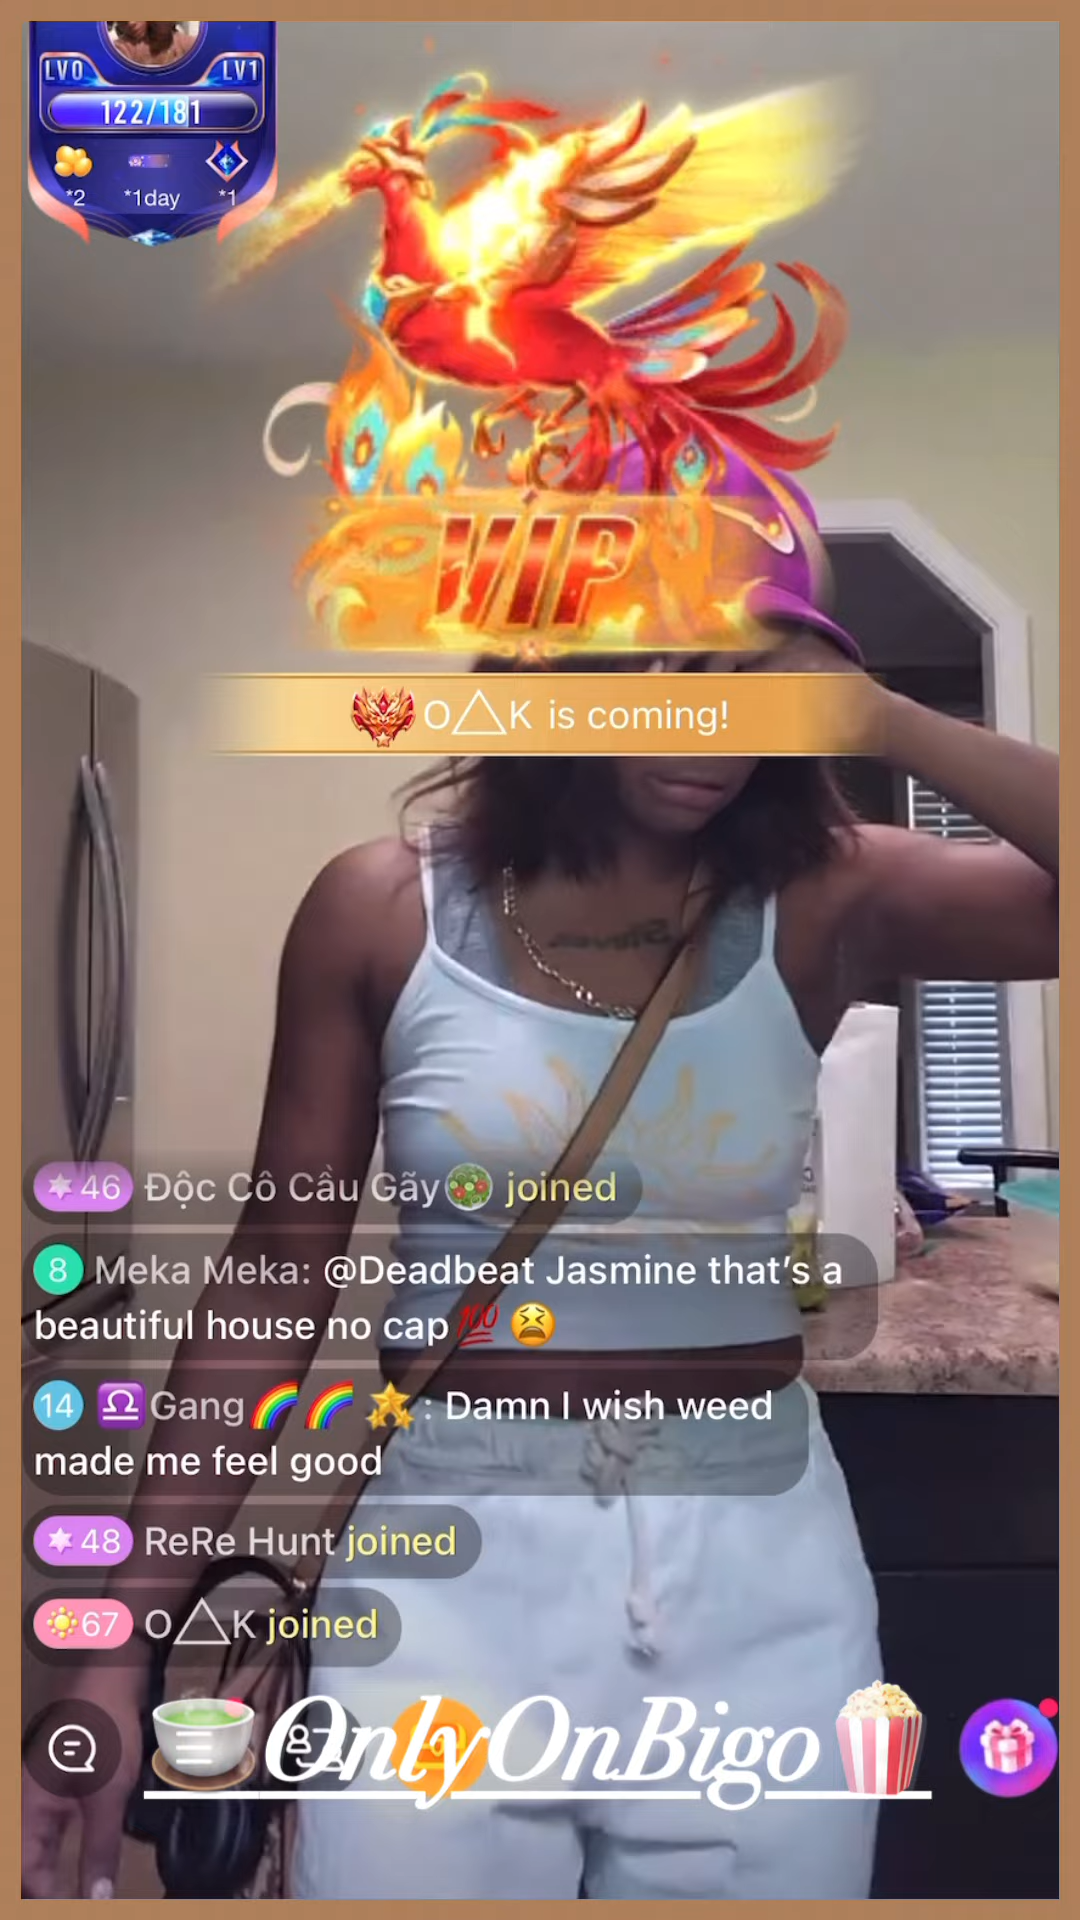 LV0 LV1
122/181
*2 *1day *1
VIP
O△K is coming!
46 Độc Cô Cầu Gãy joined
8 Meka Meka: @Deadbeat Jasmine that's a
beautiful house no cap 💯 😫
14 ♎Gang🌈🌈 🌟: Damn I wish weed
made me feel good
48 ReRe Hunt joined
67 O△K joined
🍵OnlyOnBigo🍿